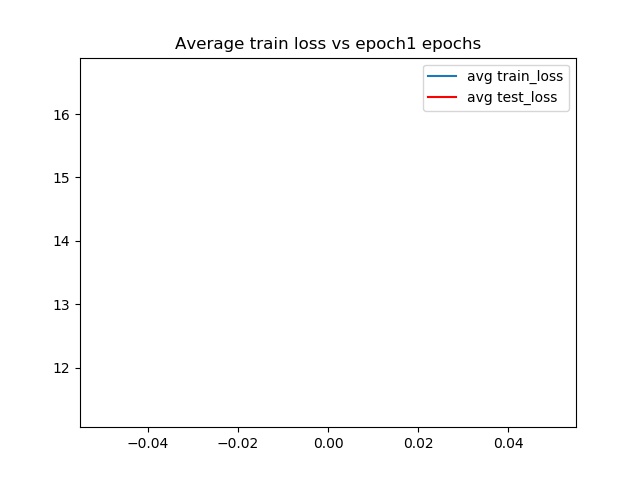 Average train loss vs epoch1 epochs
avg train_loss
avg test_loss
16
15
14
13
12
−0.04 −0.02 0.00 0.02 0.04